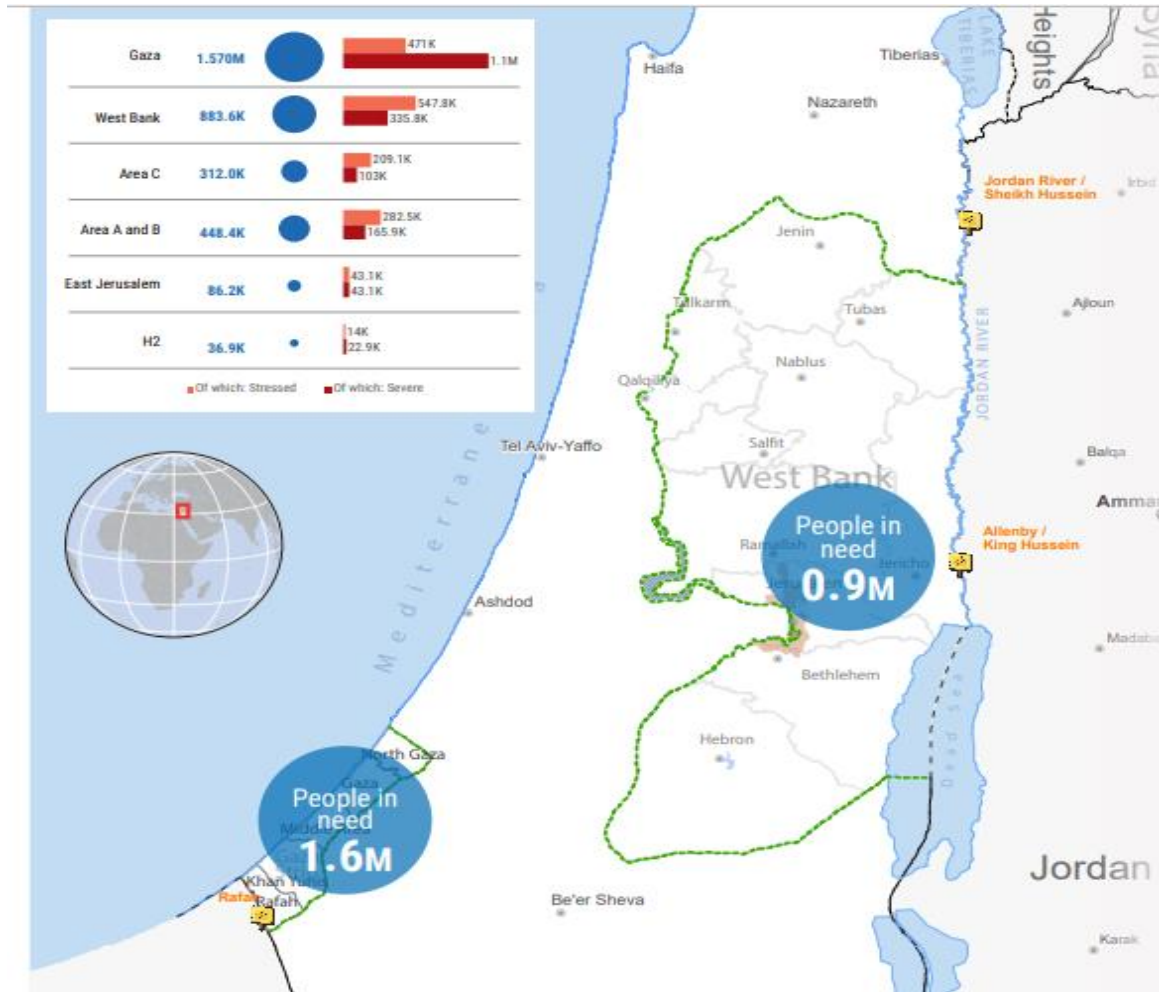 Gaza 1.570M 471K 1.1M
West Bank 883.6K 547.8K 335.8K
Area C 312.0K 209.1K 103K
Area A and B 448.4K 282.5K 165.9K
East Jerusalem 86.2K 43.1K 43.1K
H2 36.9K 14K 22.9K
Of which: Stressed Of which: Severe
Haifa
Tiberias
LAKE
TIBERIAS
Heights
Syria
Nazareth
Jordan River /
Sheikh Hussein
Irbid
Jenin
Tulkarm
Tubas
Ajloun
JORDAN RIVER
Nablus
Qalqiliya
Tel Aviv-Yaffo
Salfit
Balqa
West Bank
People in
need
0.9M
Ramallah
Jericho
Allenby /
King Hussein
Mediterrane
Ashdod
Bethlehem
Dead Sea
Hebron
North Gaza
Gaza
People in
need
1.6M
Rafah
Rafah
Be'er Sheva
Jordan
Karak